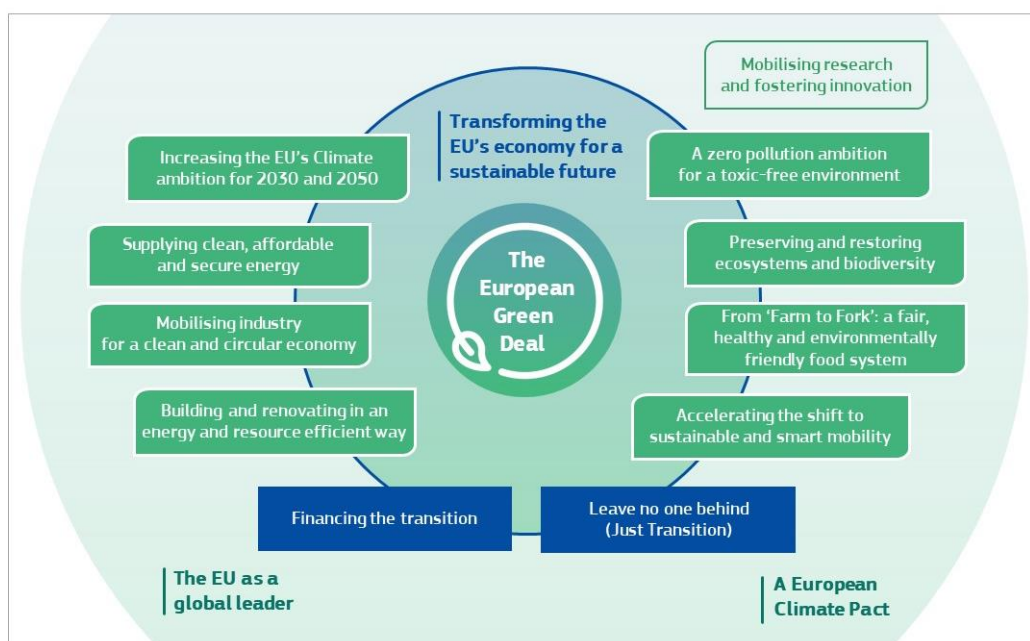 Mobilising research
and fostering innovation
Transforming the
EU's economy for a
sustainable future
Increasing the EU's Climate
ambition for 2030 and 2050
A zero pollution ambition
for a toxic-free environment
Supplying clean, affordable
and secure energy
The
European
Green
Deal
Preserving and restoring
ecosystems and biodiversity
Mobilising industry
for a clean and circular economy
From ‘Farm to Fork’: a fair,
healthy and environmentally
friendly food system
Building and renovating in an
energy and resource efficient way
Accelerating the shift to
sustainable and smart mobility
Financing the transition
Leave no one behind
(Just Transition)
The EU as a
global leader
A European
Climate Pact